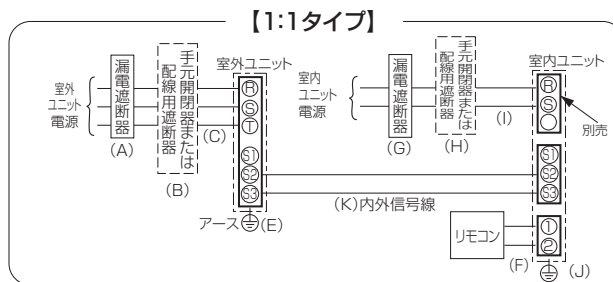 【1:1タイプ】
室外
ユニット
電源
漏電遮断器
(A)
手元開閉器または
配線用遮断器
(B)
(C)
室外ユニット
R
S
T
S1
S2
S3
アース
(E)
室内
ユニット
電源
漏電遮断器
(G)
手元開閉器または
配線用遮断器
(H)
(I)
室内ユニット
R
S
別売
S1
S2
S3
(K)内外信号線
リモコン
(F)
1
2
(J)